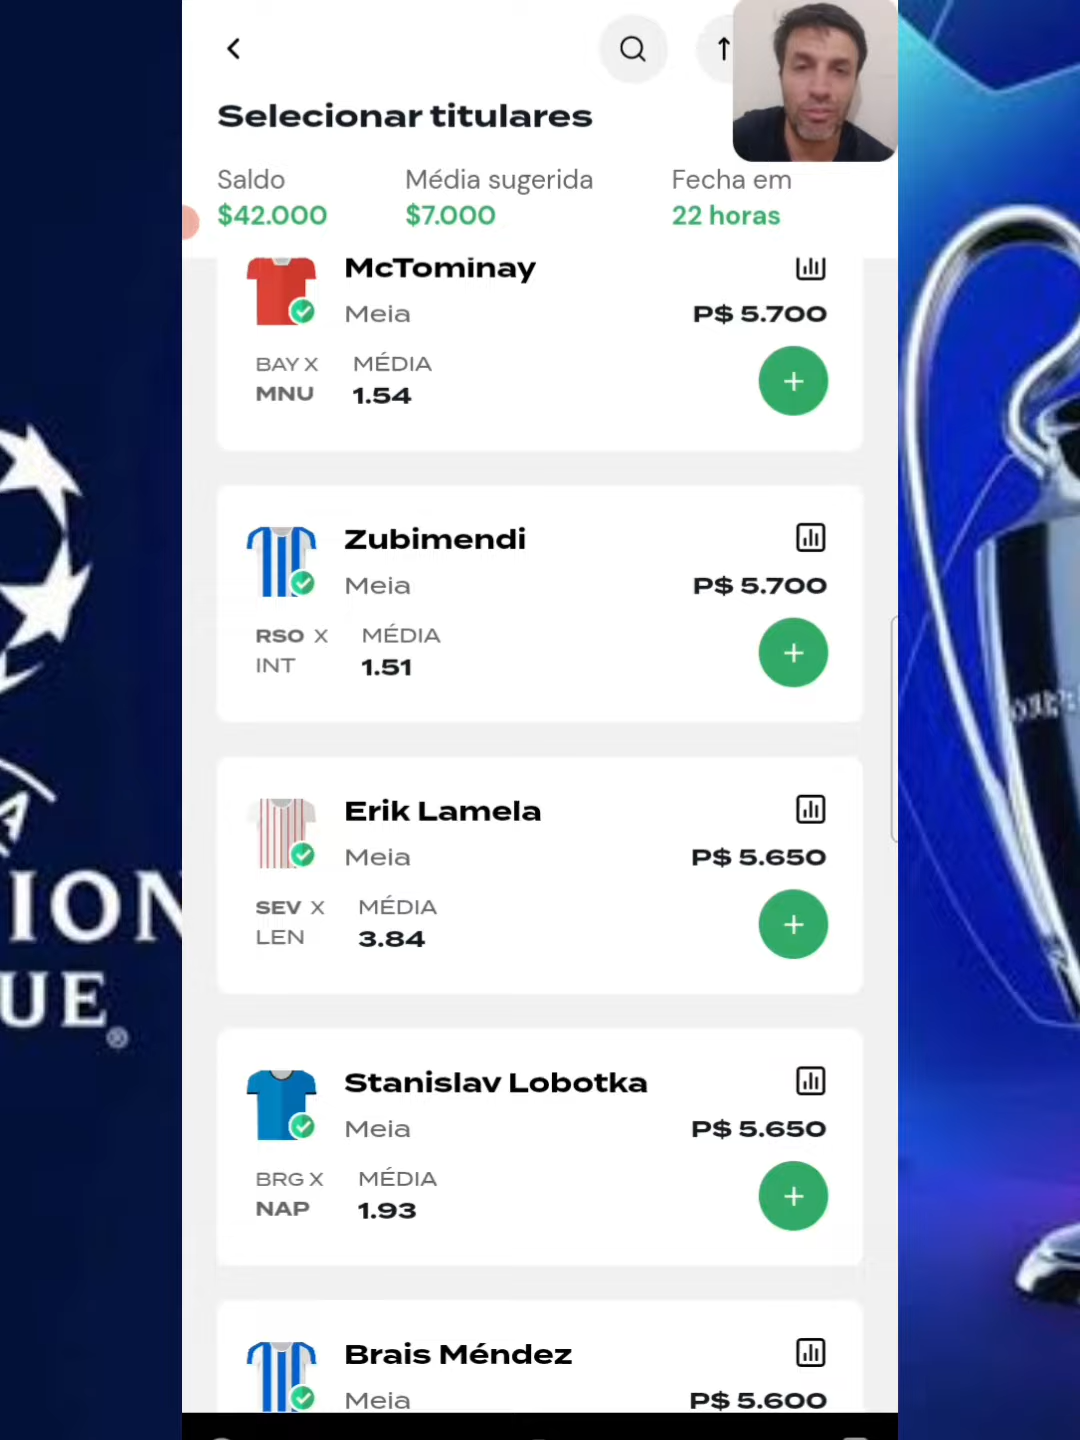 Selecionar titulares
Saldo Média sugerida Fecha em
$42.000 $7.000 22 horas
McTominay
Meia P$ 5.700
BAY X MÉDIA
MNU 1.54
Zubimendi
Meia P$ 5.700
RSO X MÉDIA
INT 1.51
Erik Lamela
Meia P$ 5.650
SEV X MÉDIA
LEN 3.84
Stanislav Lobotka
Meia P$ 5.650
BRG X MÉDIA
NAP 1.93
Brais Méndez
Meia P$ 5.600
A
ION
UE®